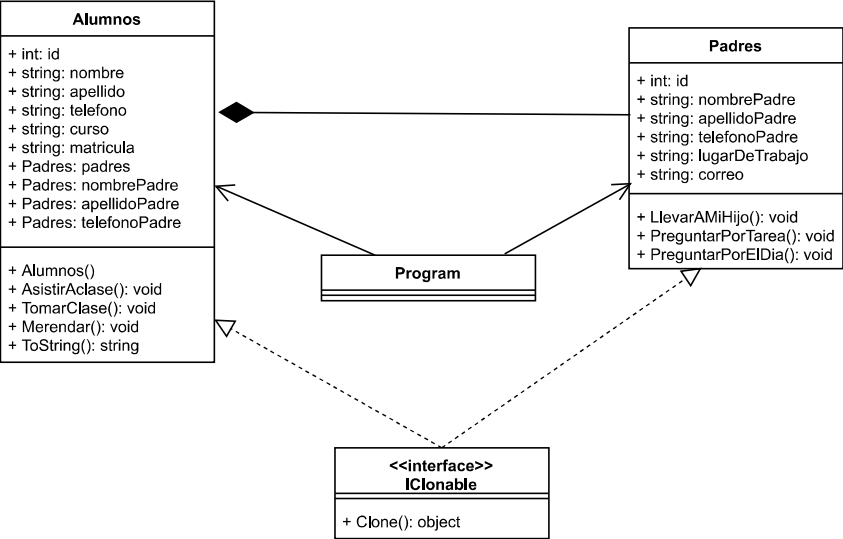 Alumnos
+ int: id
+ string: nombre
+ string: apellido
+ string: telefono
+ string: curso
+ string: matricula
+ Padres: padres
+ Padres: nombrePadre
+ Padres: apellidoPadre
+ Padres: telefonoPadre
+ Alumnos()
+ AsistirAclase(): void
+ TomarClase(): void
+ Merendar(): void
+ ToString(): string
Padres
+ int: id
+ string: nombrePadre
+ string: apellidoPadre
+ string: telefonoPadre
+ string: lugarDeTrabajo
+ string: correo
+ LlevarAMiHijo(): void
+ PreguntarPorTarea(): void
+ PreguntarPorElDia(): void
Program
<<interface>>
IClonable
+ Clone(): object